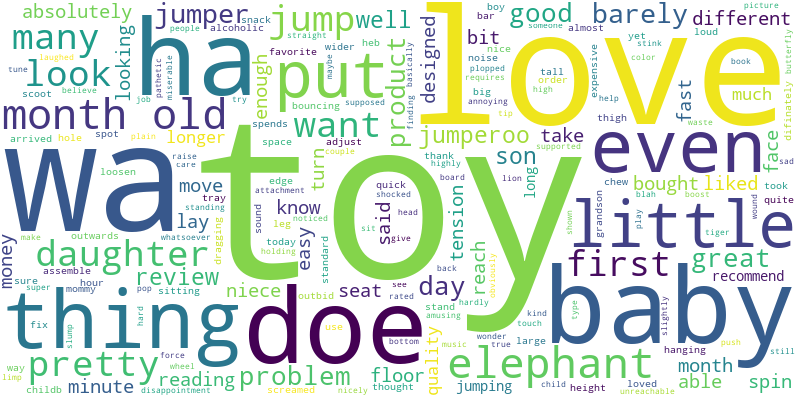 absolutely
many
look
looking
ha
jumper
snack
people
alcoholic
pathetic
miserable
laughed
tune
scoot
believe
job
try
favorite
straight
wider
heb
jump
well
put
enough
bouncing
maybe
space
want
product
finding
basically
designed
bit
bar
boy
good
barely
different
nice
almost
noise
plopped
requires
big
annoying
tall
order
high
tip
expensive
yet
stink
color
help
someone
loud
picture
book
butterfly
difinately
fast
much
waste
love
month old
arrived
hole
spot
plain
longer
adjust
supposed
couple
jumperoo
take
thigh
supported
even
face
sad
wa
toy
loosen
raise
care
standing
move
tray
edge
attachment
turn
quick
shocked
head
said
give
thank
highly
board
lion
son
long
chew
boost
bought
liked
took
quite
grandson
blah
tiger
play
wound
money
outwards
lay
dragging
sound
noticed
know
leg
sit
tension
shown
little
make
whatsoever
today
holding
easy
standard
reach
first
great
recommend
daughter
super
assemble
hour
mommy
sure
review
sitting
pop
niece
outbid
seat
see
rated
day
back
stand
amusing
hardly
obviously
kind
touch
type
large
slightly
hanging
month
unreachable
still
thing
fix
slump
hard
doe
use
bottom
quality
music
wonder
true
elephant
baby
push
pretty
force
wheel
problem
floor
way
limp
minute
reading
childb
disappointment
screamed
nicely
thought
jumping
child
height
loved
able
spin